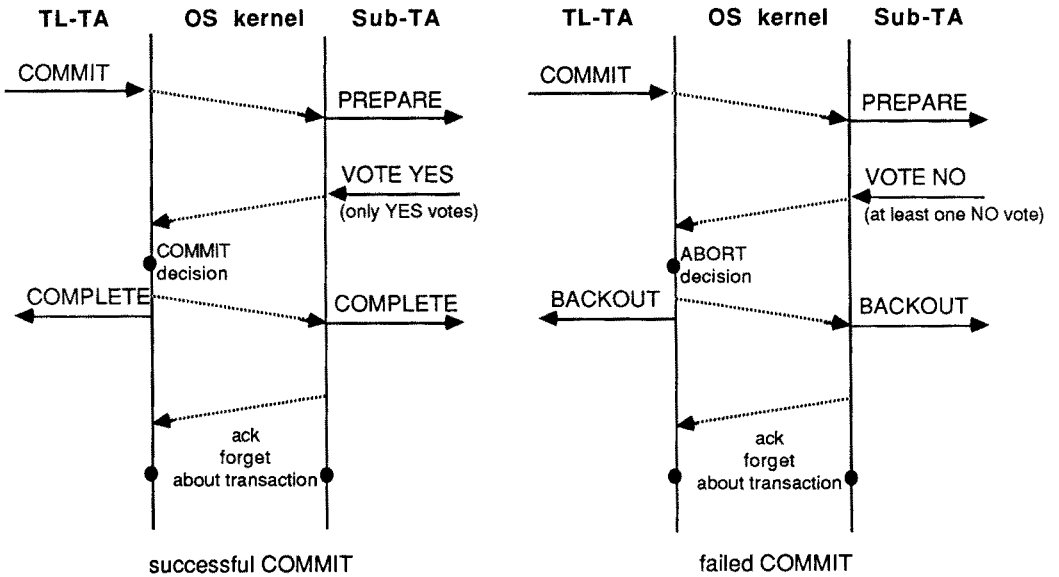 TL-TA OS kernel Sub-TA
COMMIT
PREPARE
VOTE YES
(only YES votes)
COMMIT
decision
COMPLETE
COMPLETE
ack
forget
about transaction
successful COMMIT
TL-TA OS kernel Sub-TA
COMMIT
PREPARE
VOTE NO
(at least one NO vote)
ABORT
decision
BACKOUT
BACKOUT
ack
forget
about transaction
failed COMMIT